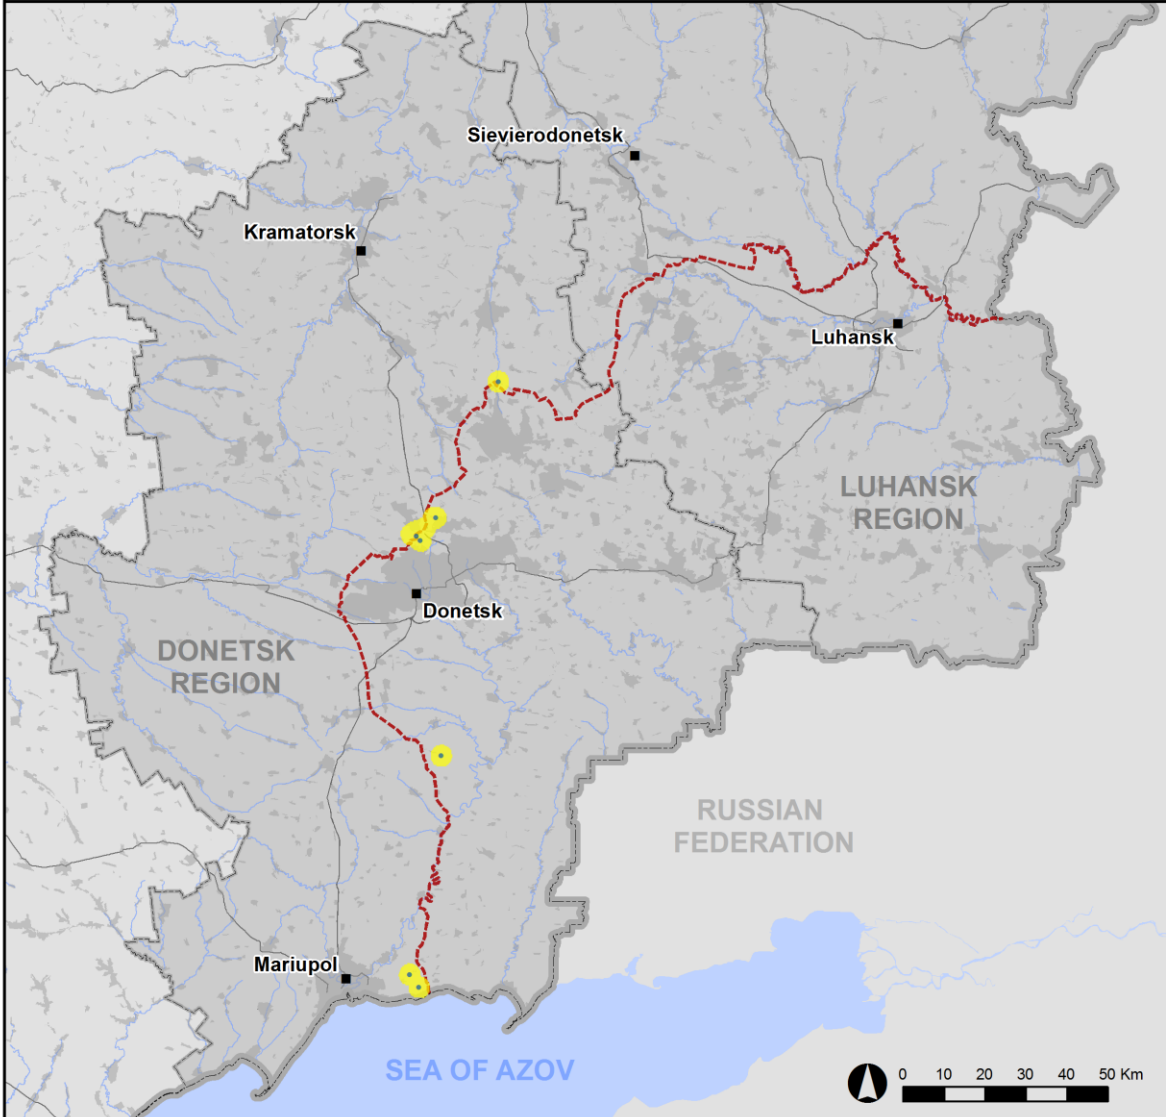 Sievierodonetsk
Kramatorsk
Luhansk
LUHANSK
REGION
Donetsk
DONETSK
REGION
RUSSIAN
FEDERATION
Mariupol
SEA OF AZOV
0 10 20 30 40 50 Km